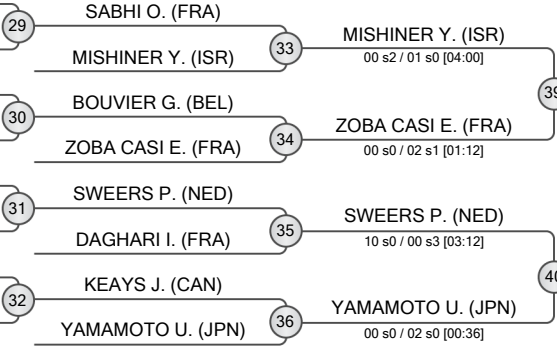 SABHI O. (FRA)
29
33
MISHINER Y. (ISR)
MISHINER Y. (ISR)
00 s2 / 01 s0 [04:00]
39
BOUVIER G. (BEL)
30
34
ZOBA CASI E. (FRA)
ZOBA CASI E. (FRA)
00 s0 / 02 s1 [01:12]
SWEERS P. (NED)
31
35
SWEERS P. (NED)
DAGHARI I. (FRA)
10 s0 / 00 s3 [03:12]
40
KEAYS J. (CAN)
32
36
YAMAMOTO U. (JPN)
YAMAMOTO U. (JPN)
00 s0 / 02 s0 [00:36]